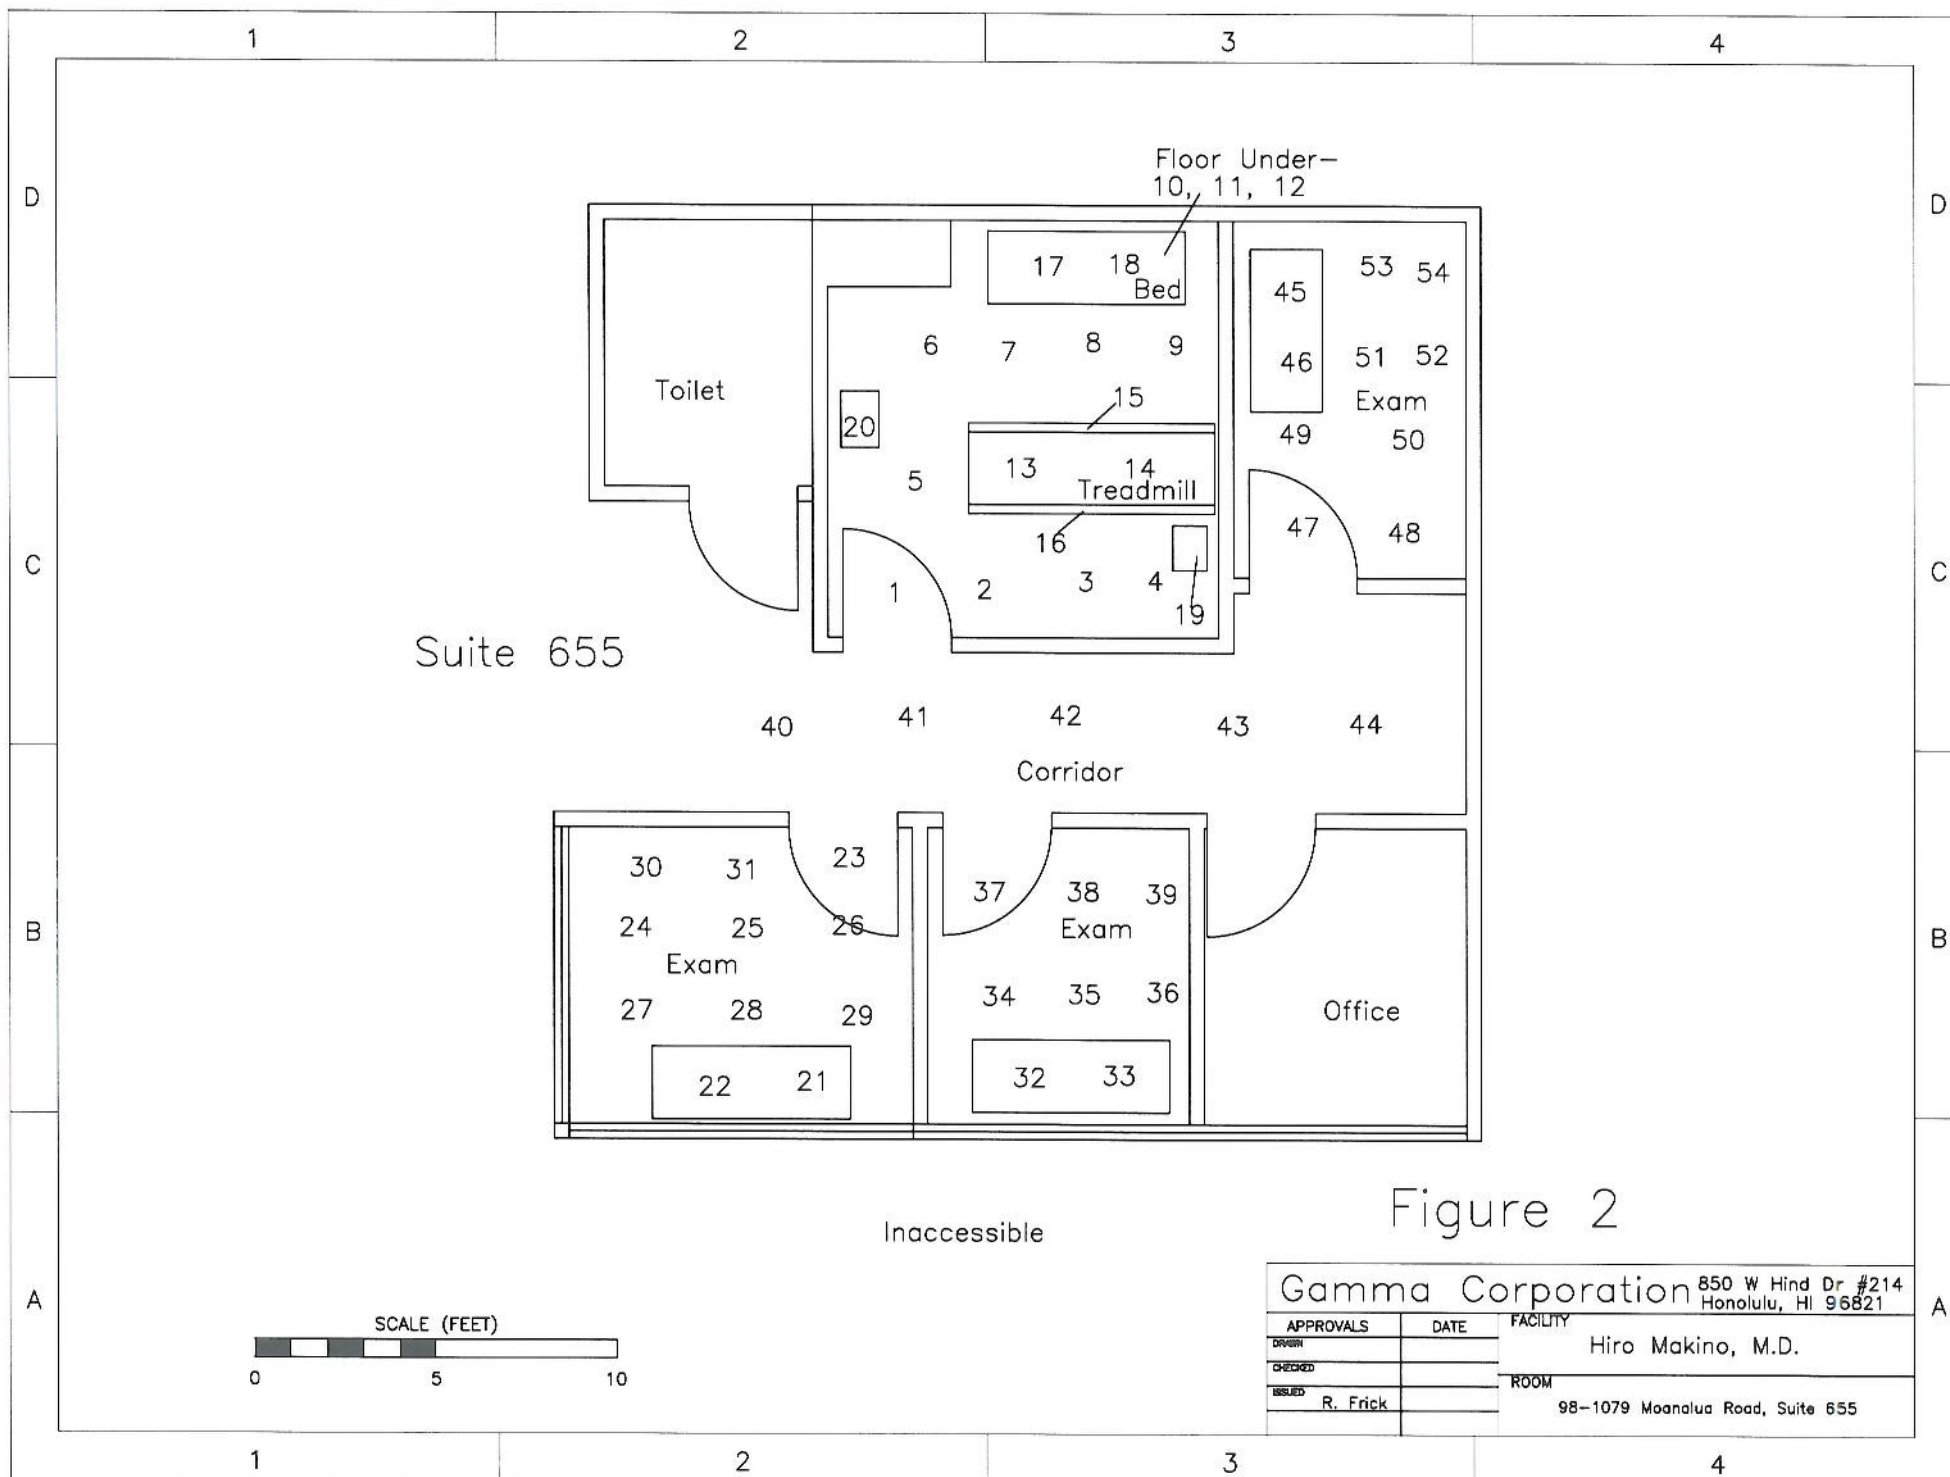 1 2 3 4
D D
Floor Under-
10, 11, 12
17 18
Bed
53 54
45
6 7 8 9
46 51 52
Toilet
15
Exam
20
49 50
13 14
5
Treadmill
47 48
16
C C
1 2 3 4
19
Suite 655
40 41 42 43 44
Corridor
30 31 23
37 38 39
24 25 26
Exam
B B
Exam
27 28 29
34 35 36
Office
22 21
32 33
Figure 2
Inaccessible
A A
SCALE (FEET)
0 5 10
Gamma Corporation 850 W Hind Dr #214
Honolulu, HI 96821
APPROVALS DATE FACILITY
DRAWN
Hiro Makino, M.D.
CHECKED
ROOM
ISSUED R. Frick
98-1079 Moanalua Road, Suite 655
1 2 3 4